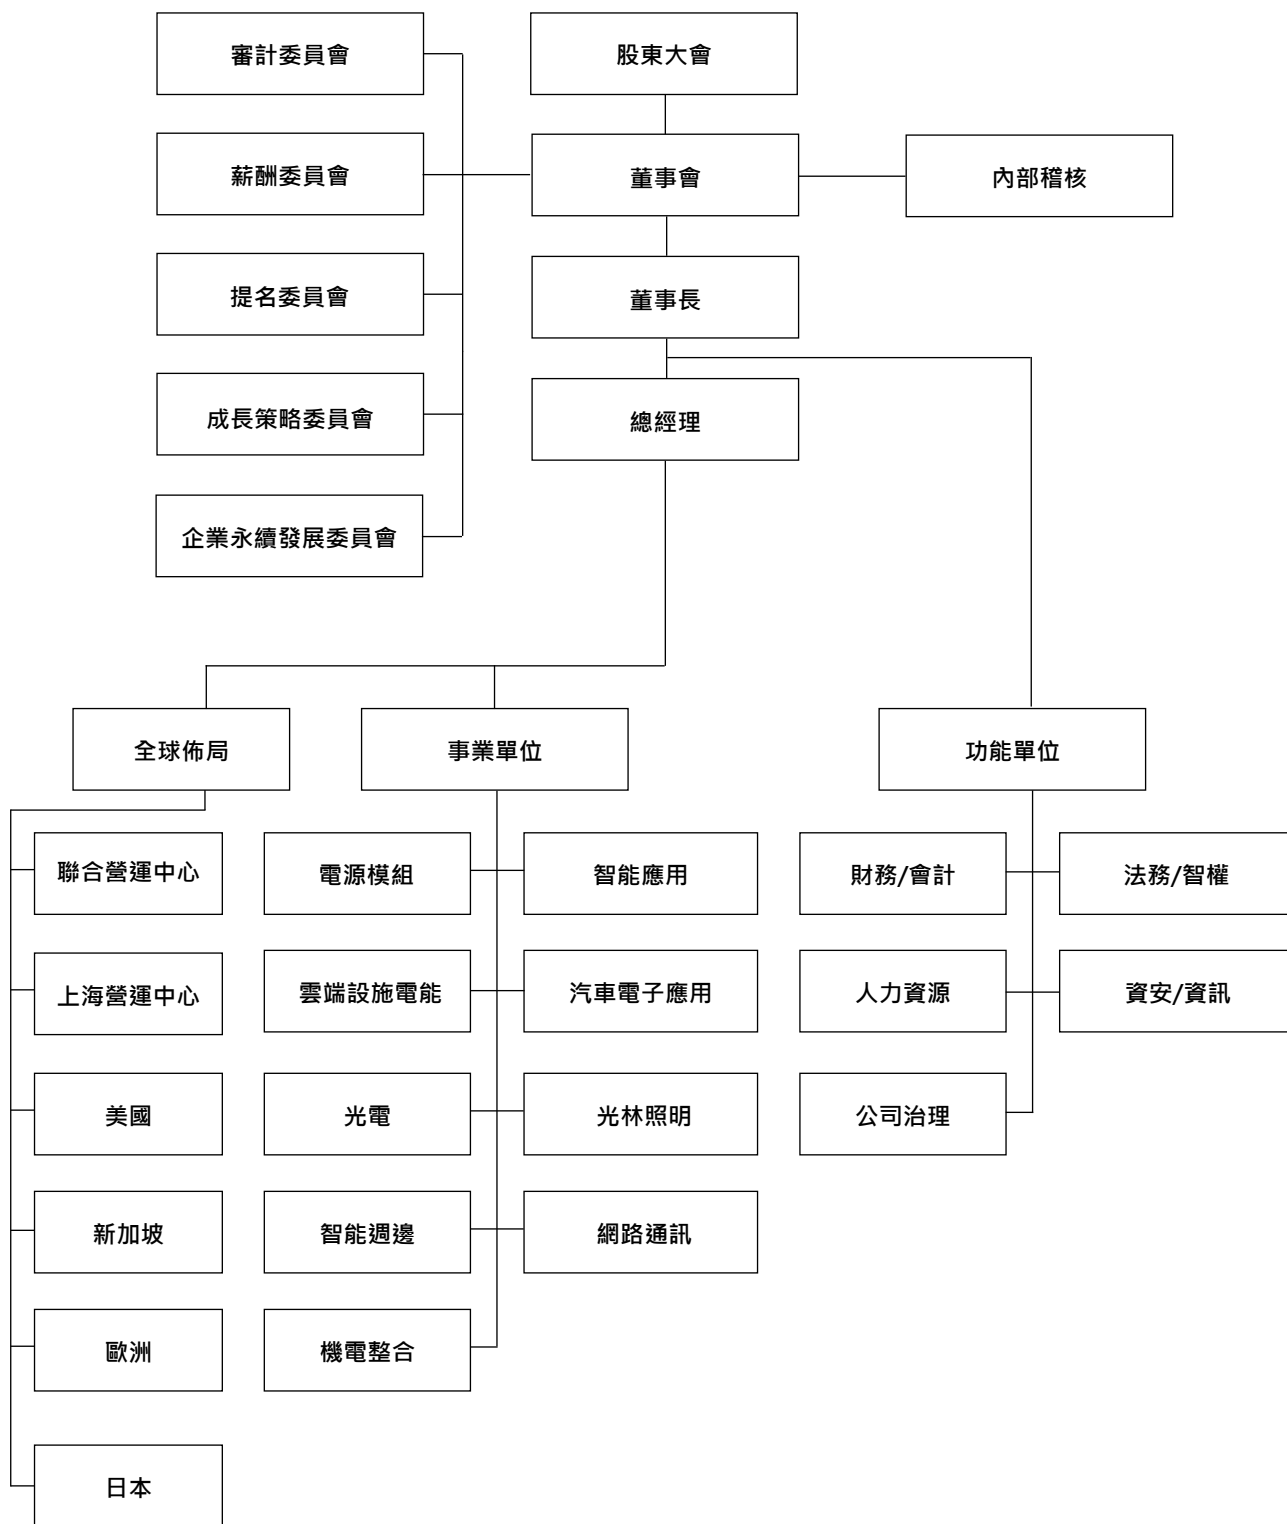 審計委員會
股東大會
薪酬委員會
董事會
內部稽核
提名委員會
董事長
成長策略委員會
總經理
企業永續發展委員會
全球佈局
事業單位
功能單位
聯合營運中心
電源模組
智能應用
財務/會計
法務/智權
上海營運中心
雲端設施電能
汽車電子應用
人力資源
資安/資訊
美國
光電
光林照明
公司治理
新加坡
智能週邊
網路通訊
歐洲
機電整合
日本